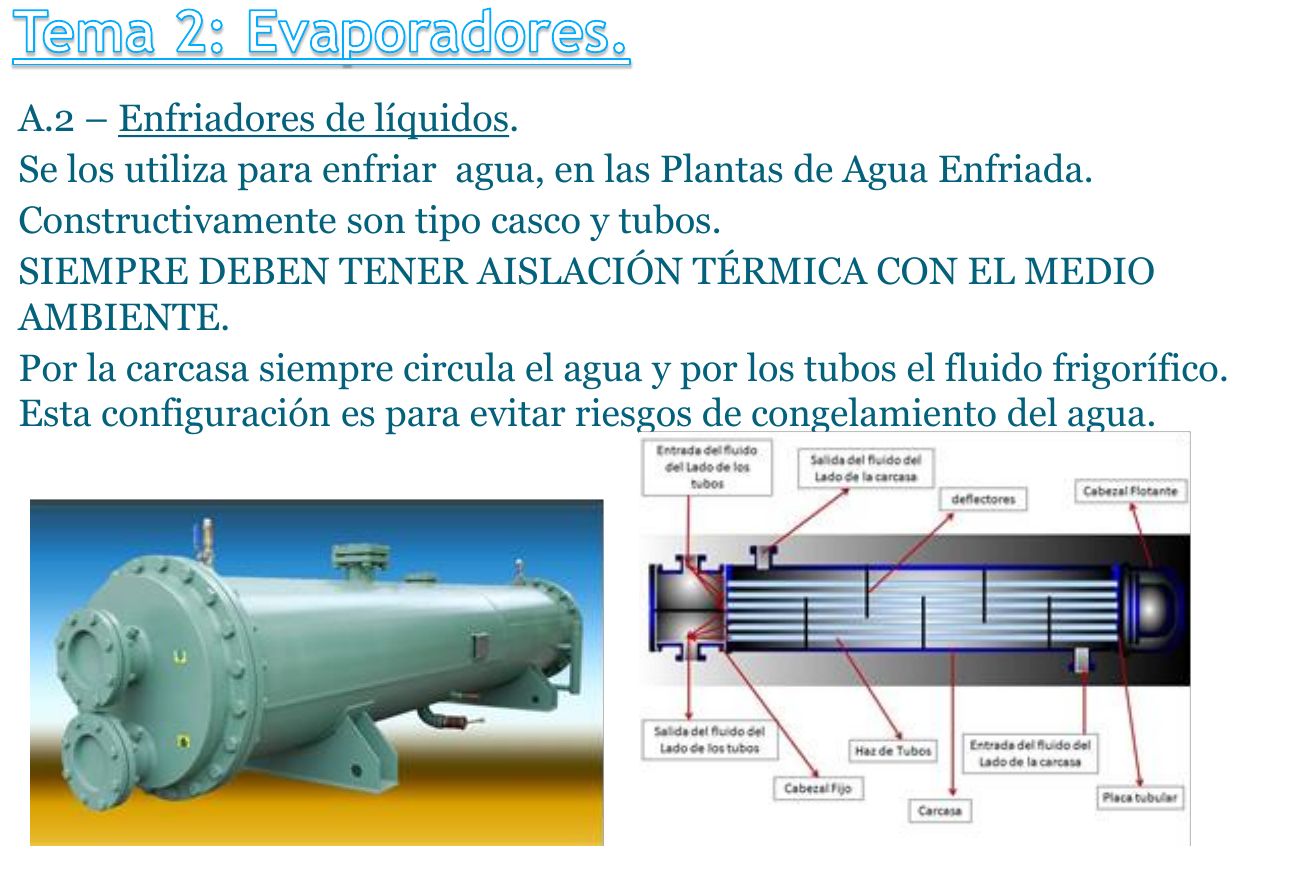 Tema 2: Evaporadores.
A.2 – Enfriadores de líquidos.
Se los utiliza para enfriar  agua, en las Plantas de Agua Enfriada.
Constructivamente son tipo casco y tubos.
SIEMPRE DEBEN TENER AISLACIÓN TÉRMICA CON EL MEDIO
AMBIENTE.
Por la carcasa siempre circula el agua y por los tubos el fluido frigorífico.
Esta configuración es para evitar riesgos de congelamiento del agua.
Entrada del fluido
del Lado de los
tubos
Salida del fluido del
Lado de la carcasa
deflectores
Cabezal Flotante
Salida del fluido del
Lado de los tubos
Haz de Tubos
Entrada del fluido del
Lado de la carcasa
Cabezal Fijo
Carcasa
Placa tubular